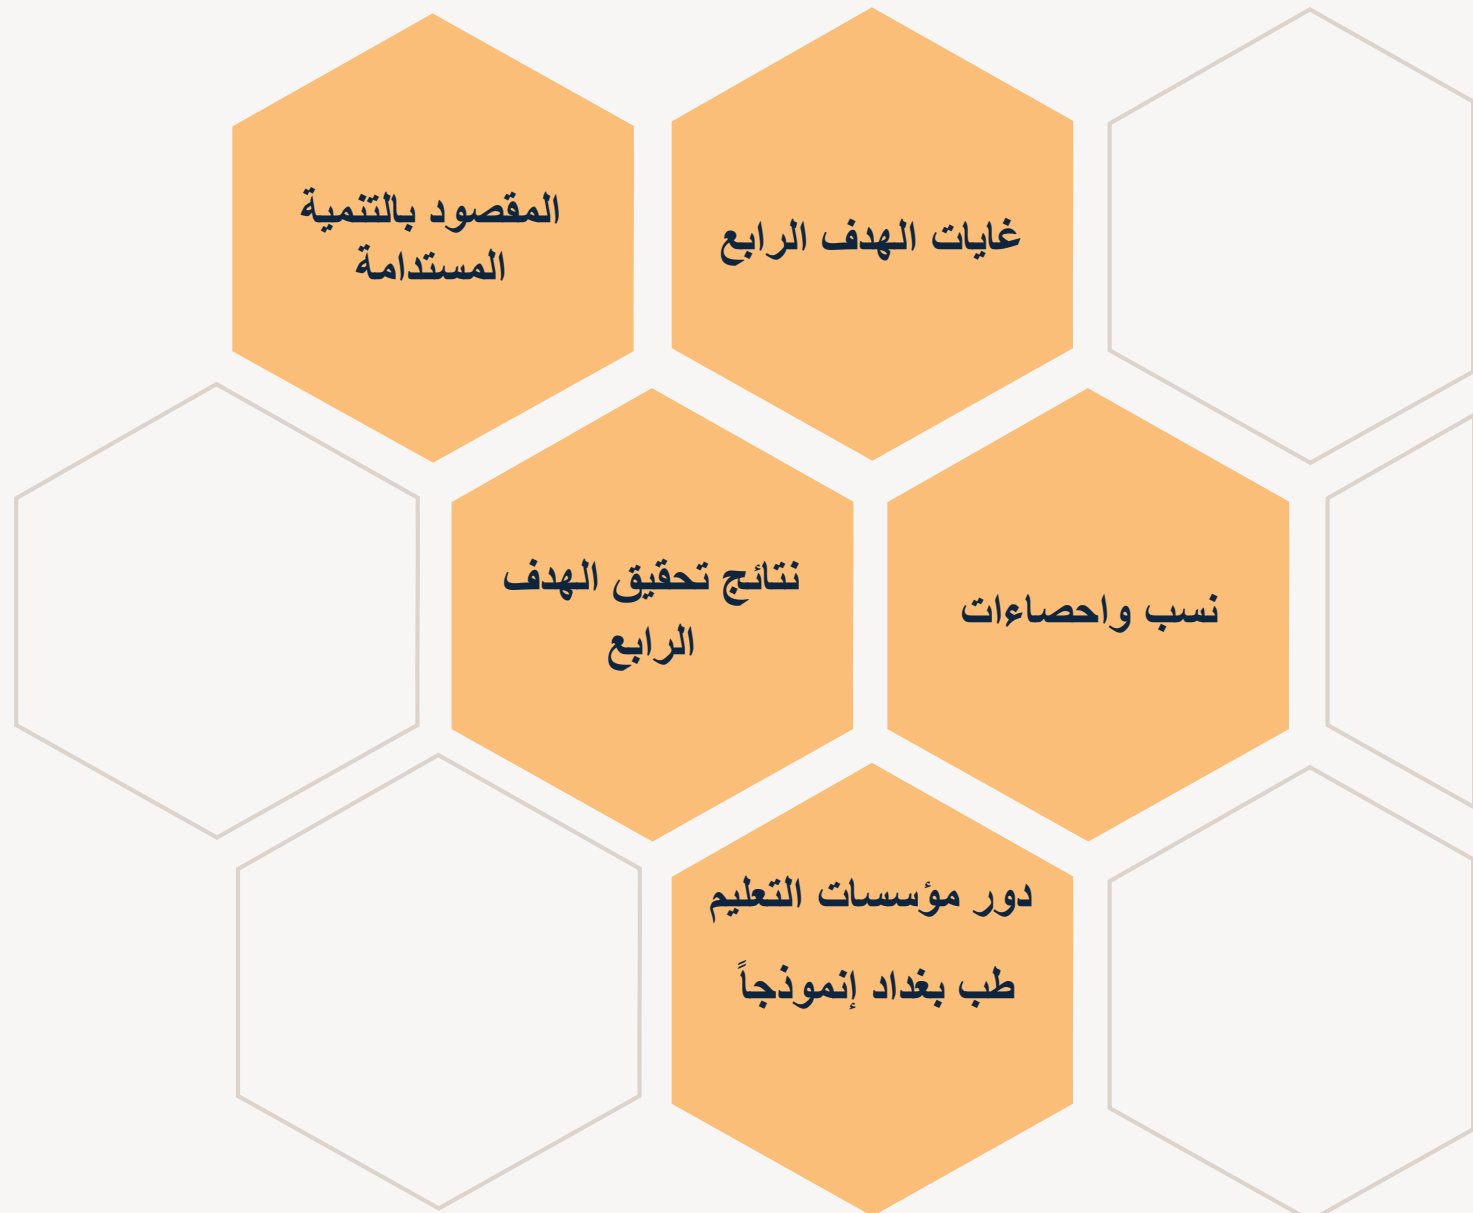 غايات الهدف الرابع
المقصود بالتنمية
المستدامة
نسب واحصاءات
نتائج تحقيق الهدف
الرابع
دور مؤسسات التعليم
طب بغداد إنموذجاً